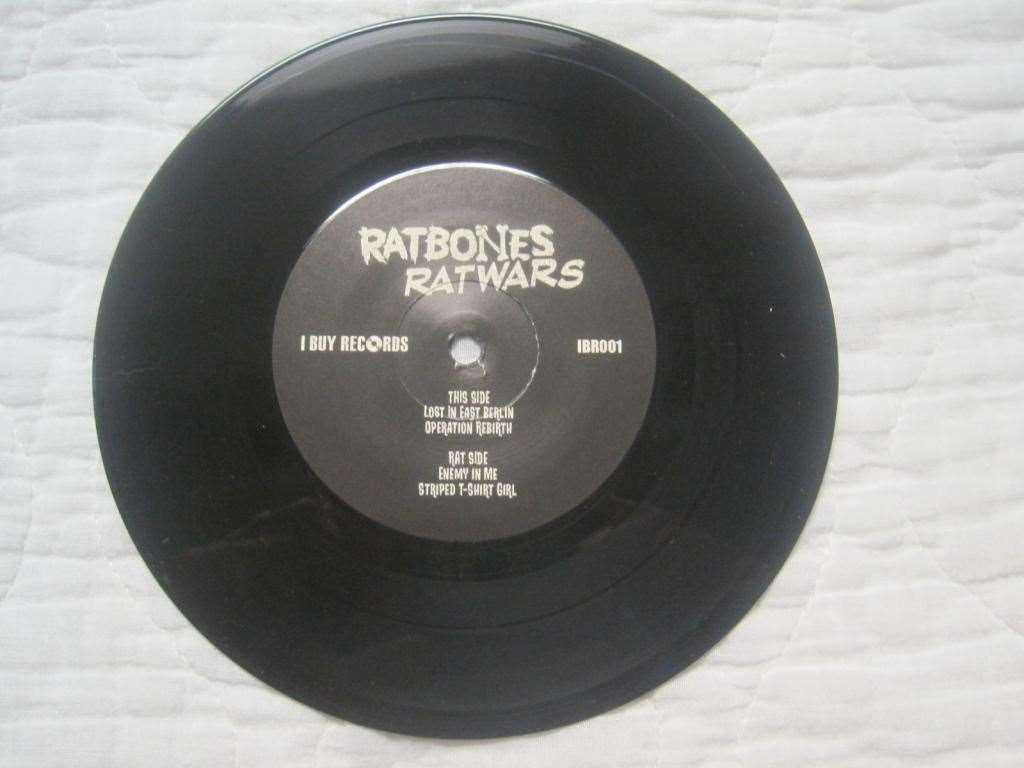 RATBONES
RATWARS
I BUY RECORDS
IBR001
THIS SIDE
LOST IN EAST BERLIN
OPERATION REBIRTH
RAT SIDE
ENEMY IN ME
STRIPED T-SHIRT GIRL